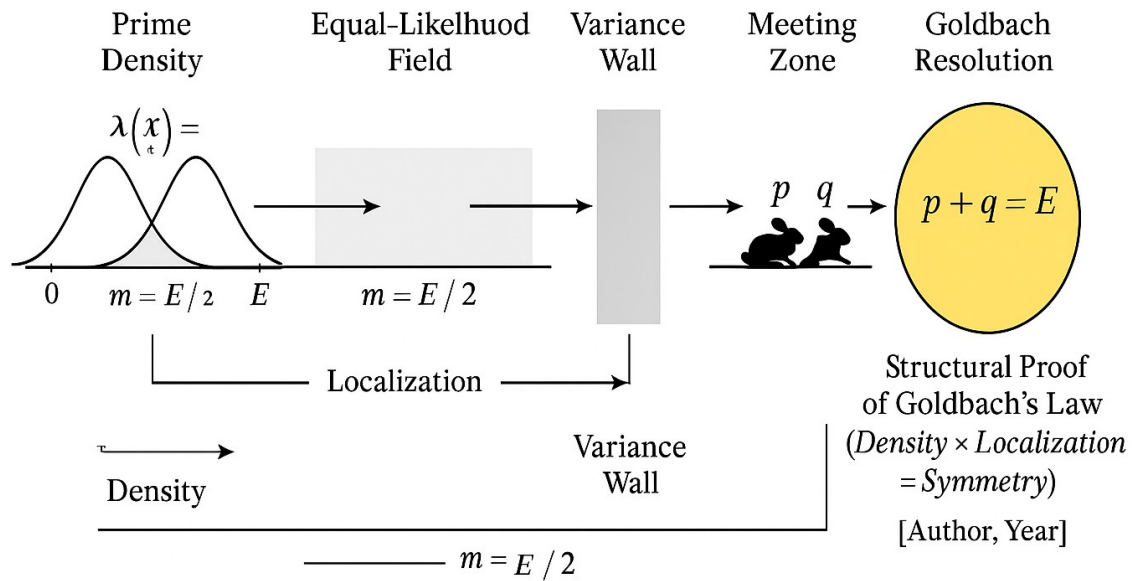 Prime
Density
Equal-Likelhuod
Field
Variance
Wall
Meeting
Zone
Goldbach
Resolution
λ(x) =
t
0
m = E/2
E
m = E/2
p q
p + q = E
Localization
Structural Proof
of Goldbach's Law
(Density × Localization
= Symmetry)
[Author, Year]
Density
Variance
Wall
m = E/2